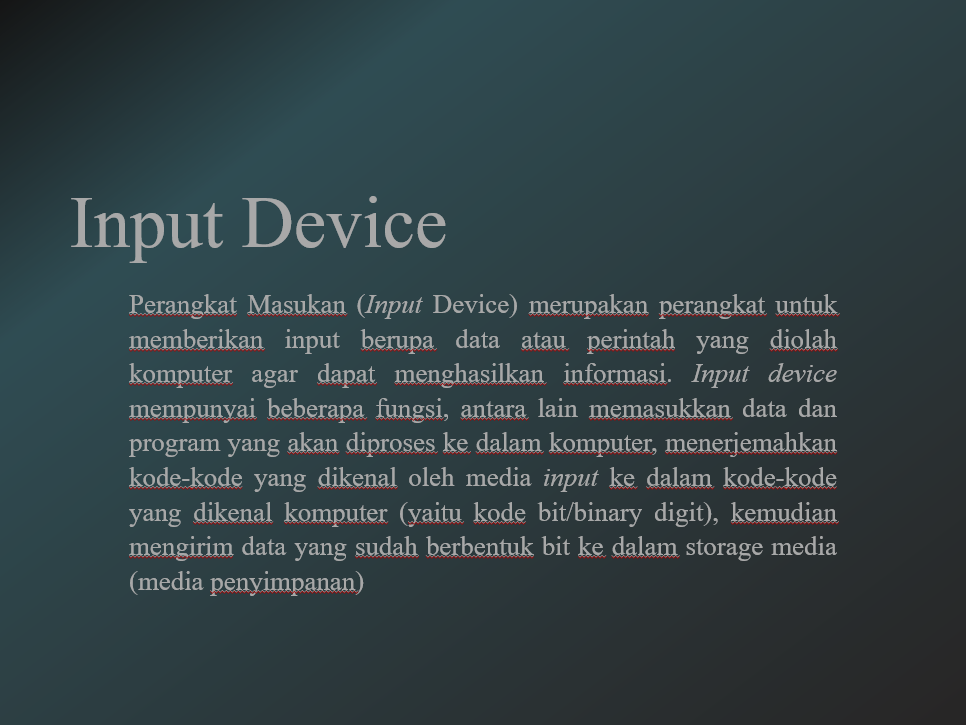 Input Device
Perangkat Masukan (Input Device) merupakan perangkat untuk
memberikan input berupa data atau perintah yang diolah
komputer agar dapat menghasilkan informasi. Input device
mempunyai beberapa fungsi, antara lain memasukkan data dan
program yang akan diproses ke dalam komputer, menerjemahkan
kode-kode yang dikenal oleh media input ke dalam kode-kode
yang dikenal komputer (yaitu kode bit/binary digit), kemudian
mengirim data yang sudah berbentuk bit ke dalam storage media
(media penyimpanan)